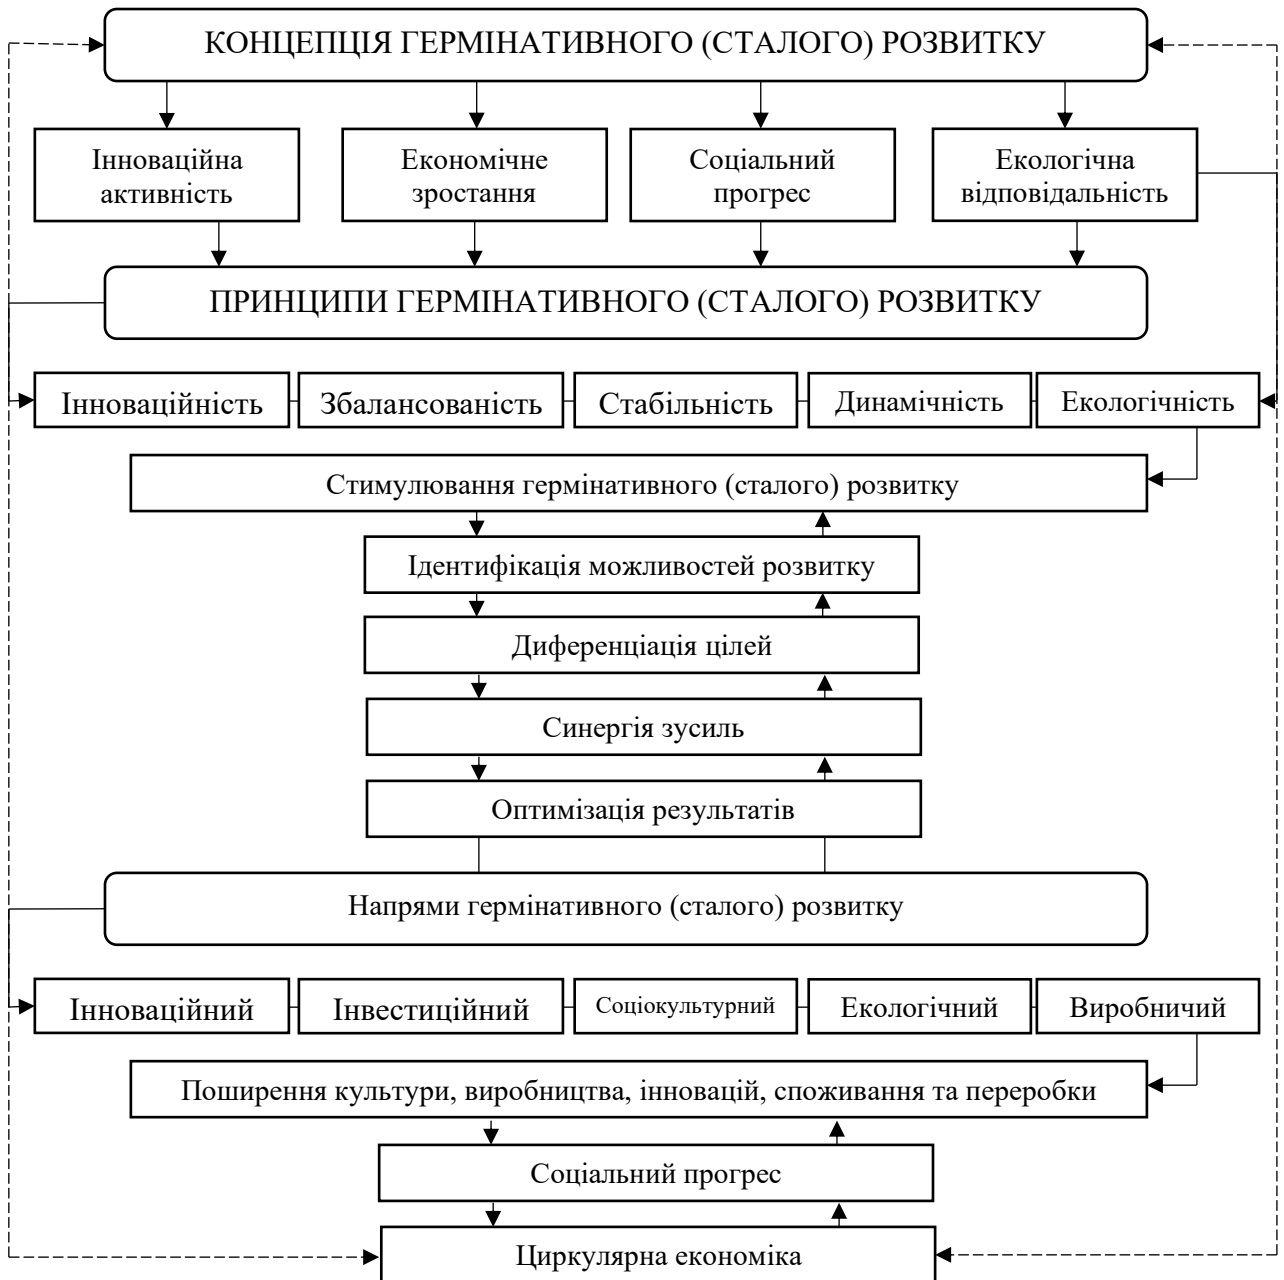 КОНЦЕПЦІЯ ГЕРМІНАТИВНОГО (СТАЛОГО) РОЗВИТКУ
Інноваційна
активність
Економічне
зростання
Соціальний
прогрес
Екологічна
відповідальність
ПРИНЦИПИ ГЕРМІНАТИВНОГО (СТАЛОГО) РОЗВИТКУ
Інноваційність
Збалансованість
Стабільність
Динамічність
Екологічність
Стимулювання гермінативного (сталого) розвитку
Ідентифікація можливостей розвитку
Диференціація цілей
Синергія зусиль
Оптимізація результатів
Напрями гермінативного (сталого) розвитку
Інноваційний
Інвестиційний
Соціокультурний
Екологічний
Виробничий
Поширення культури, виробництва, інновацій, споживання та переробки
Соціальний прогрес
Циркулярна економіка